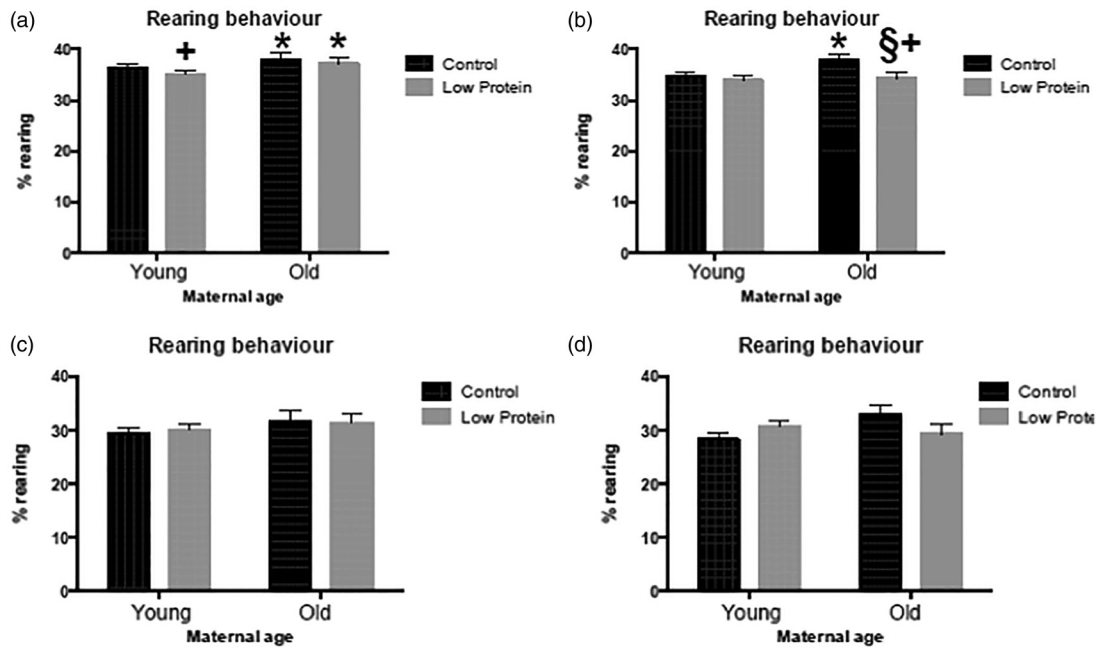 (a)
Rearing behaviour
40
30
20
10
0
% rearing
+
*
*
Control
Low Protein
Young
Old
Maternal age
(b)
Rearing behaviour
40
30
20
10
0
% rearing
*
§+
Control
Low Protein
Young
Old
Maternal age
(c)
Rearing behaviour
40
30
20
10
0
% rearing
Control
Low Protein
Young
Old
Maternal age
(d)
Rearing behaviour
40
30
20
10
0
% rearing
Control
Low Prote
Young
Old
Maternal age